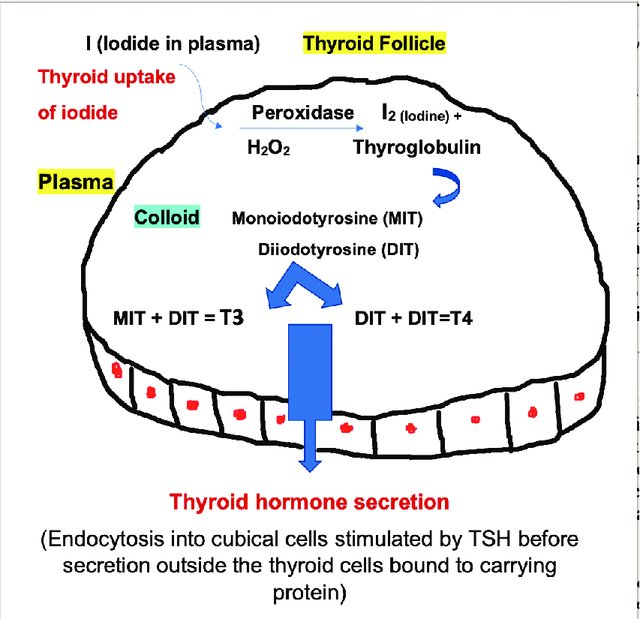 I (Iodide in plasma)
Thyroid Follicle
Thyroid uptake
of iodide
Peroxidase
I2 (Iodine) +
H2O2
Thyroglobulin
Plasma
Colloid
Monoiodotyrosine (MIT)
Diiodotyrosine (DIT)
MIT + DIT = T3
DIT + DIT=T4
Thyroid hormone secretion
(Endocytosis into cubical cells stimulated by TSH before
secretion outside the thyroid cells bound to carrying
protein)